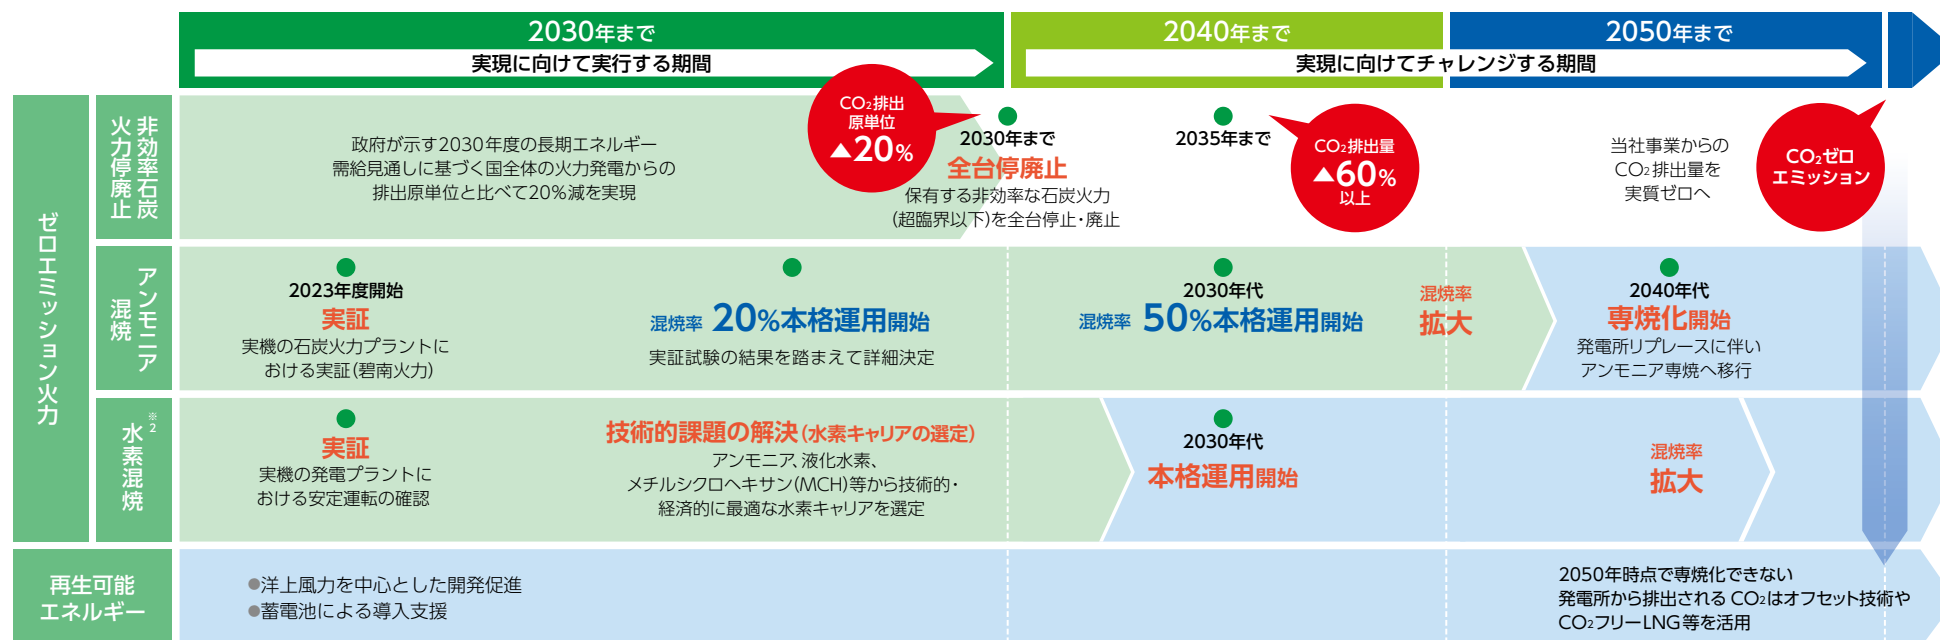 2030年まで
実現に向けて実行する期間
2040年まで
2050年まで
実現に向けてチャレンジする期間
ゼロエミッション火力
非効率石炭
火力停廃止
政府が示す2030年度の長期エネルギー
需給見通しに基づく国全体の火力発電からの
排出原単位と比べて20%減を実現
CO₂排出
原単位
▲20%
2030年まで
全台停廃止
保有する非効率な石炭火力
(超臨界以下)を全台停止・廃止
2035年まで
CO₂排出量
▲60%
以上
当社事業からの
CO₂排出量を
実質ゼロへ
CO₂ゼロ
エミッション
アンモニア
混焼
2023年度開始
実証
実機の石炭火力プラントに
おける実証(碧南火力)
混焼率 20%本格運用開始
実証試験の結果を踏まえて詳細決定
2030年代
混焼率 50%本格運用開始
混焼率
拡大
2040年代
専焼化開始
発電所リプレースに伴い
アンモニア専焼へ移行
水素混焼※2
実証
実機の発電プラントに
おける安定運転の確認
技術的課題の解決(水素キャリアの選定)
アンモニア、液化水素、
メチルシクロヘキサン(MCH)等から技術的・
経済的に最適な水素キャリアを選定
2030年代
本格運用開始
混焼率
拡大
再生可能
エネルギー
●洋上風力を中心とした開発促進
●蓄電池による導入支援
2050年時点で専焼化できない
発電所から排出されるCO₂はオフセット技術や
CO₂フリーLNG等を活用